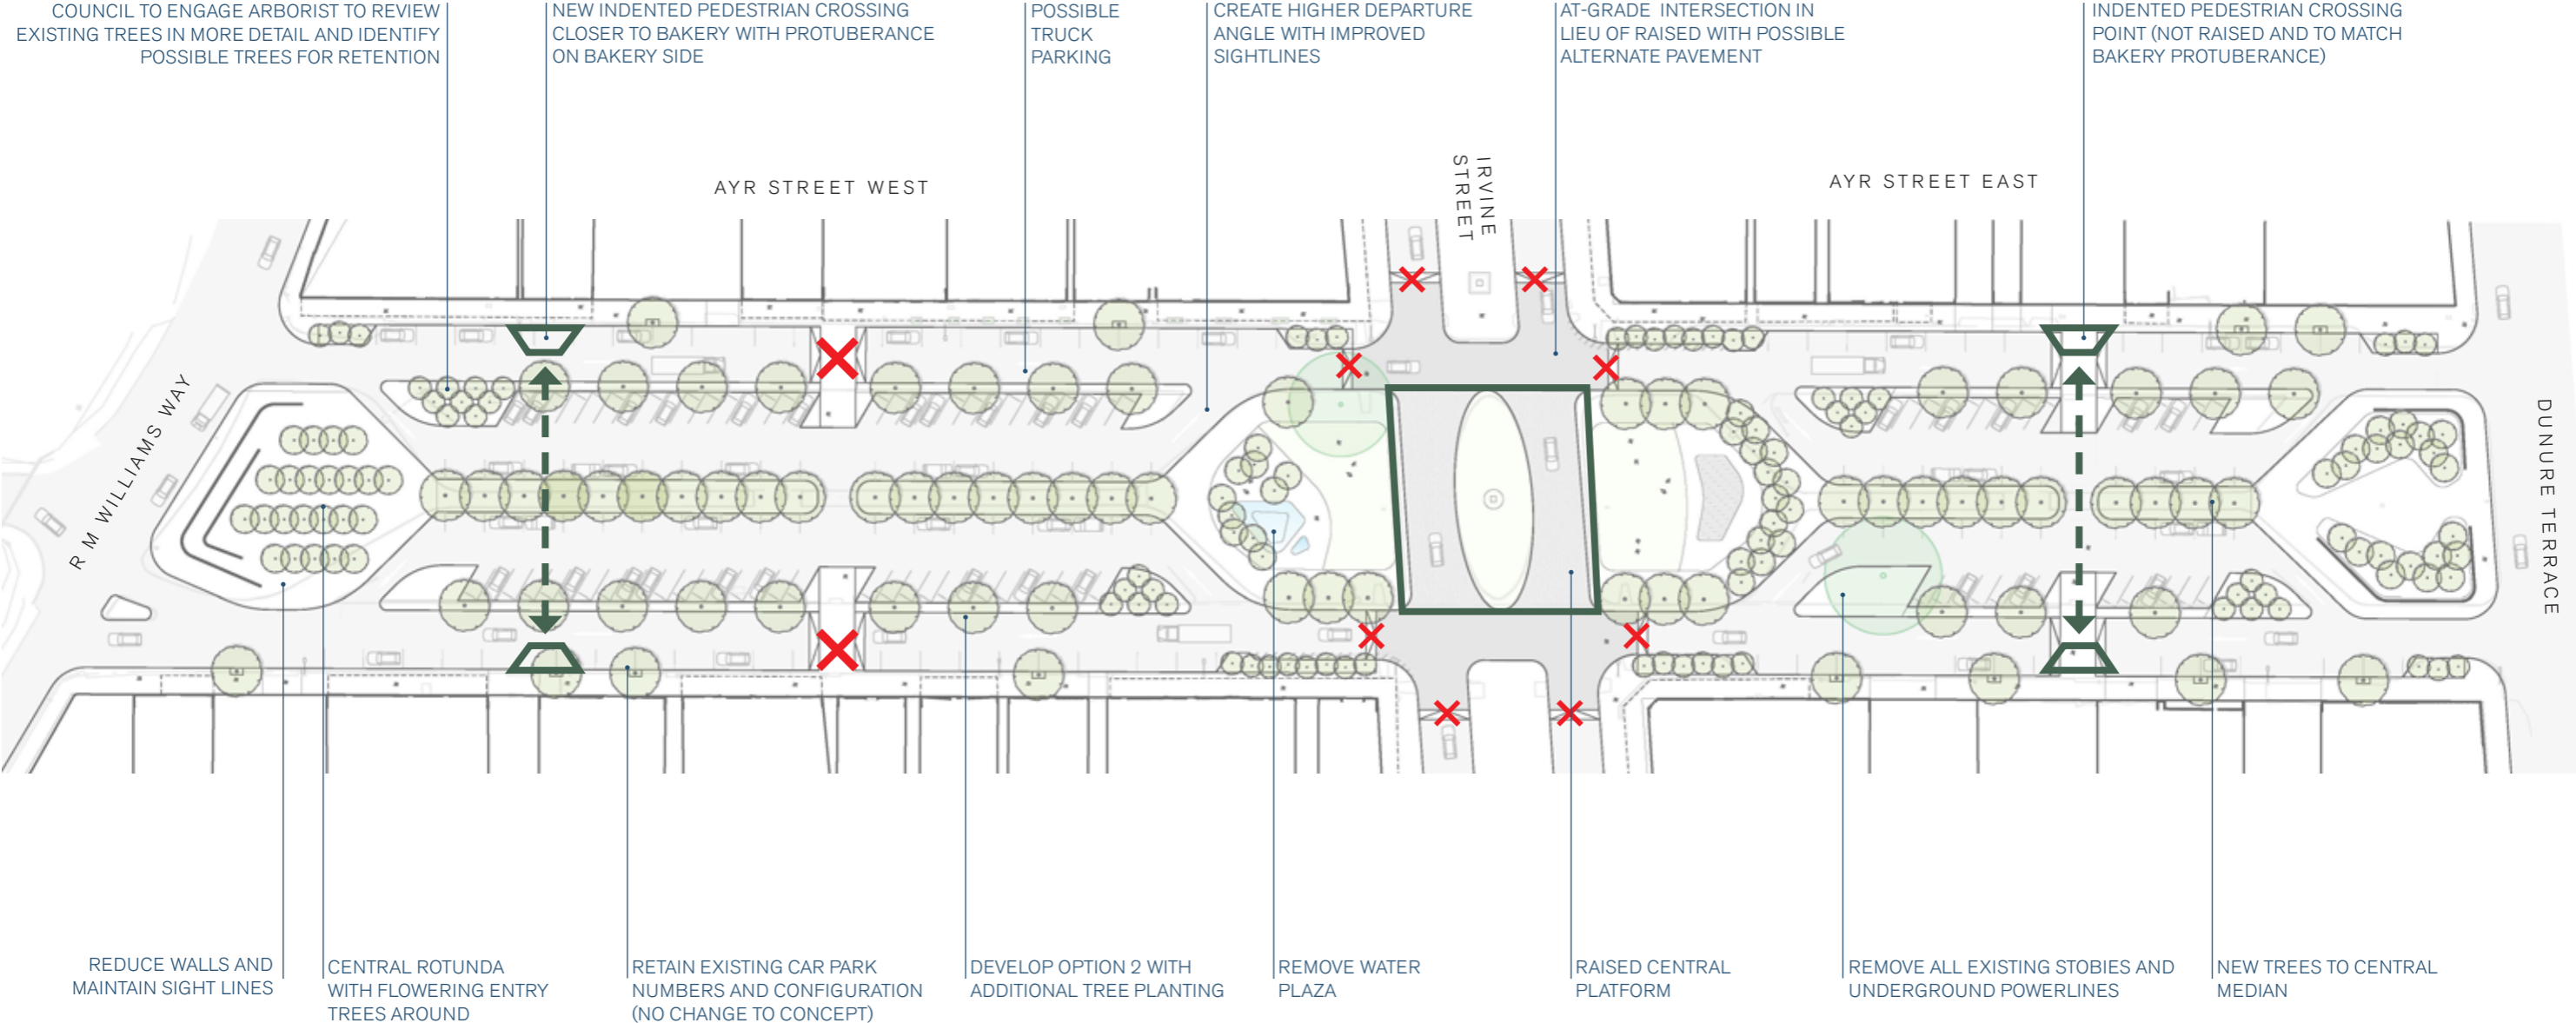 COUNCIL TO ENGAGE ARBORIST TO REVIEW
EXISTING TREES IN MORE DETAIL AND IDENTIFY
POSSIBLE TREES FOR RETENTION
NEW INDENTED PEDESTRIAN CROSSING
CLOSER TO BAKERY WITH PROTUBERANCE
ON BAKERY SIDE
POSSIBLE
TRUCK
PARKING
CREATE HIGHER DEPARTURE
ANGLE WITH IMPROVED
SIGHTLINES
AT-GRADE INTERSECTION IN
LIEU OF RAISED WITH POSSIBLE
ALTERNATE PAVEMENT
INDENTED PEDESTRIAN CROSSING
POINT (NOT RAISED AND TO MATCH
BAKERY PROTUBERANCE)
AYR STREET WEST
IRVINE
STREET
AYR STREET EAST
R M WILLIAMS WAY
DUNURE TERRACE
REDUCE WALLS AND
MAINTAIN SIGHT LINES
CENTRAL ROTUNDA
WITH FLOWERING ENTRY
TREES AROUND
RETAIN EXISTING CAR PARK
NUMBERS AND CONFIGURATION
(NO CHANGE TO CONCEPT)
DEVELOP OPTION 2 WITH
ADDITIONAL TREE PLANTING
REMOVE WATER
PLAZA
RAISED CENTRAL
PLATFORM
REMOVE ALL EXISTING STOBIES AND
UNDERGROUND POWERLINES
NEW TREES TO CENTRAL
MEDIAN